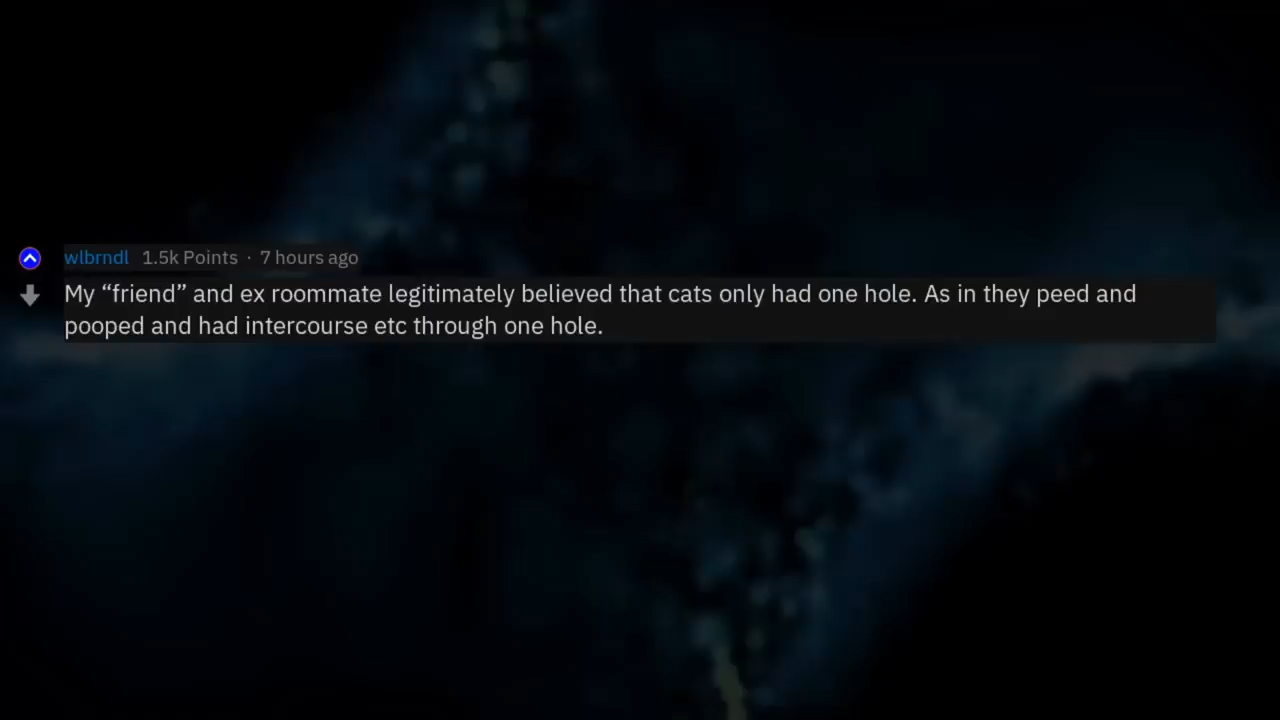 wlbrndl 1.5k Points · 7 hours ago
My “friend” and ex roommate legitimately believed that cats only had one hole. As in they peed and
pooped and had intercourse etc through one hole.